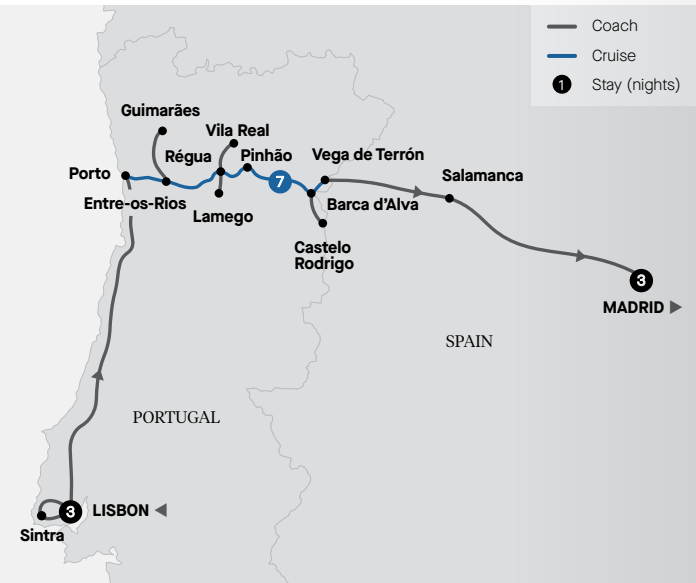 Coach
Cruise
1 Stay (nights)
Guimarães
Vila Real
Régua
Pinhão
Vega de Terrón
Porto
Salamanca
Entre-os-Rios
7
Barca d'Alva
Lamego
Castelo
Rodrigo
3
MADRID
SPAIN
PORTUGAL
3 LISBON
Sintra